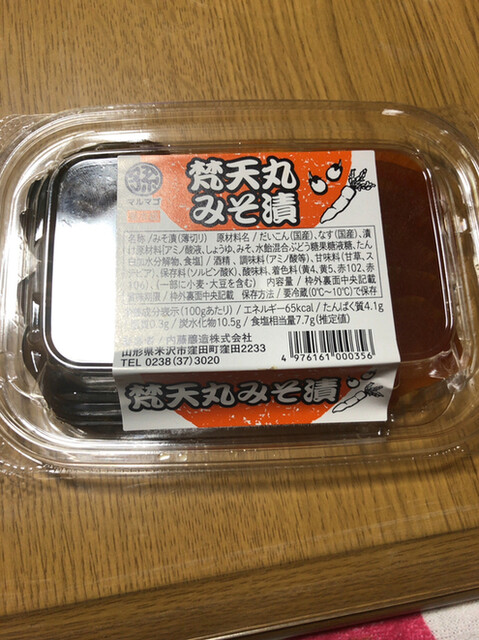 マルマゴ
梵天丸
みそ漬
名称/みそ漬(薄切り) 原材料名/だいこん(国産)、なす(国産)、漬
け原材料[アミノ酸液、しょうゆ、みそ、水飴混合ぶどう糖果糖液糖、たん
白加水分解物、食塩]/酒精、調味料(アミノ酸等)、甘味料(甘草、ス
テビア)、保存料(ソルビン酸K)、酸味料、着色料(黄4、黄5、赤102、赤
106)、(一部に小麦・大豆を含む) 内容量/枠外裏面中央記載
賞味期限/枠外裏面中央記載 保存方法/要冷蔵(0℃〜10℃)で保存
(100gあたり)/エネルギー65kcal/たんぱく質4.1g
脂質0.3g/炭水化物10.5g/食塩相当量7.7g(推定値)
製造者/内藤醸造株式会社
山形県米沢市窪田町窪田2233
TEL 0238(37)3020
4 976161 000356
梵天丸みそ漬